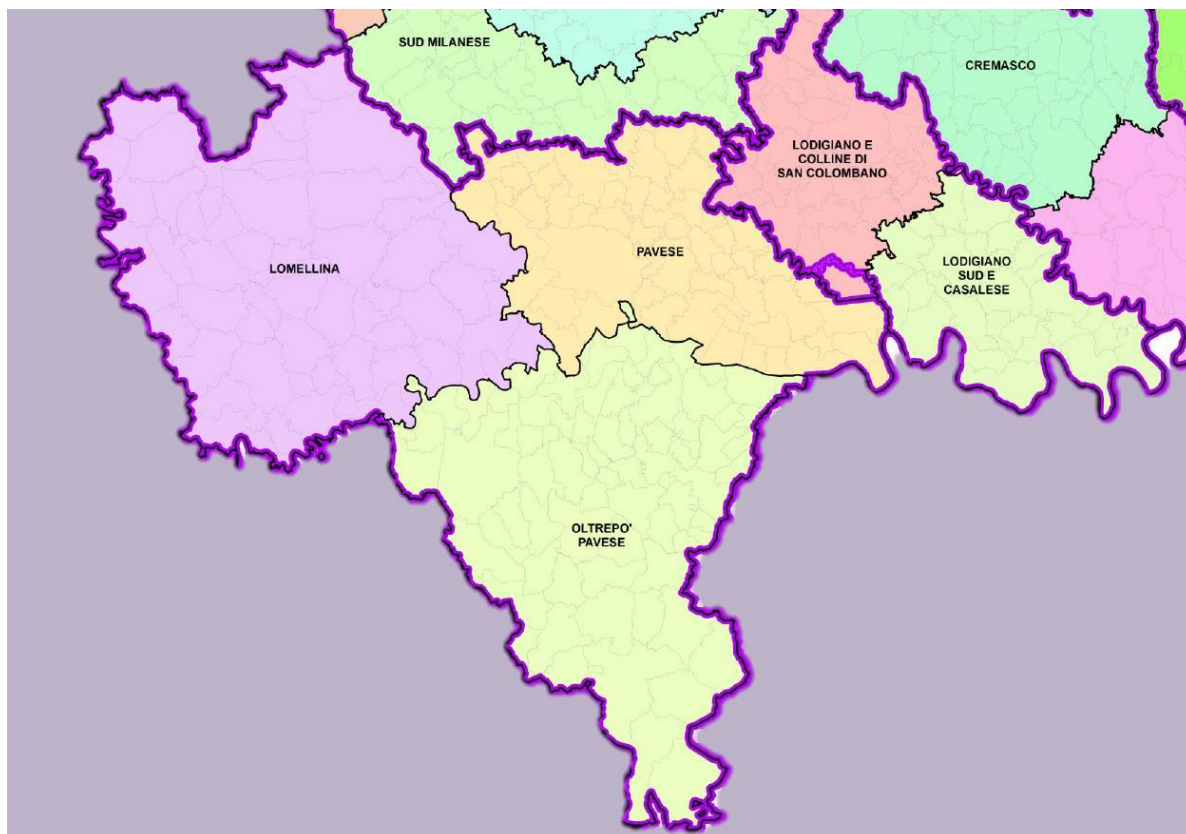 SUD MILANESE
CREMASCO
LODIGIANO E
COLLINE DI
SAN COLOMBANO
PAVESE
LOMELLINA
LODIGIANO
SUD E
CASALESE
OLTREPO'
PAVESE